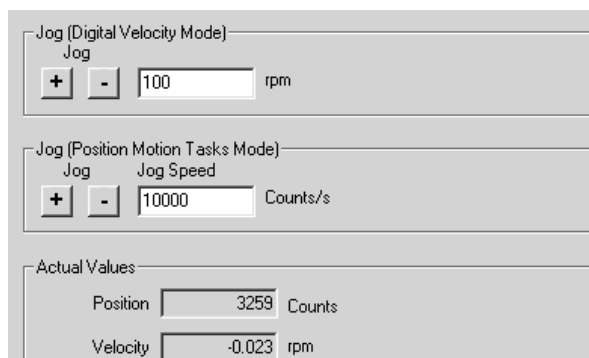 Jog (Digital Velocity Mode)
Jog
+ - 100 rpm
Jog (Position Motion Tasks Mode)
Jog Jog Speed
+ - 10000 Counts/s
Actual Values
Position 3259 Counts
Velocity -0.023 rpm